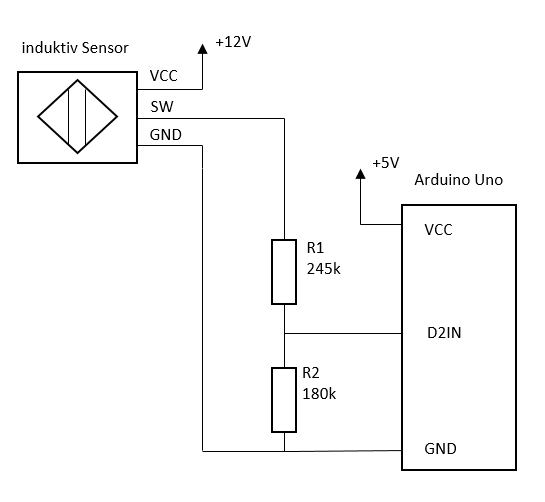 induktiv Sensor
+12V
VCC
SW
GND
+5V
Arduino Uno
VCC
R1
245k
D2IN
R2
180k
GND